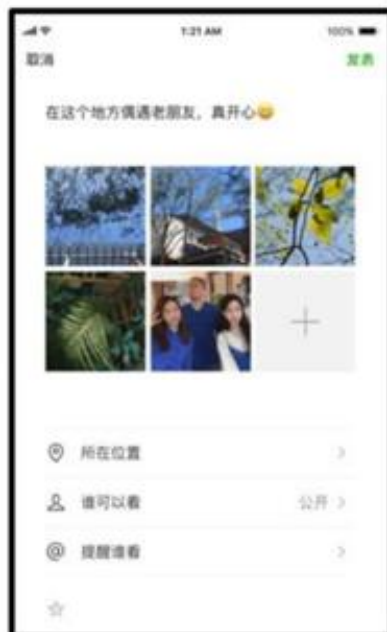 1:21 AM
100%
取消
发表
在这个地方偶遇老朋友，真开心😄
所在位置
谁可以看
公开
提醒谁看